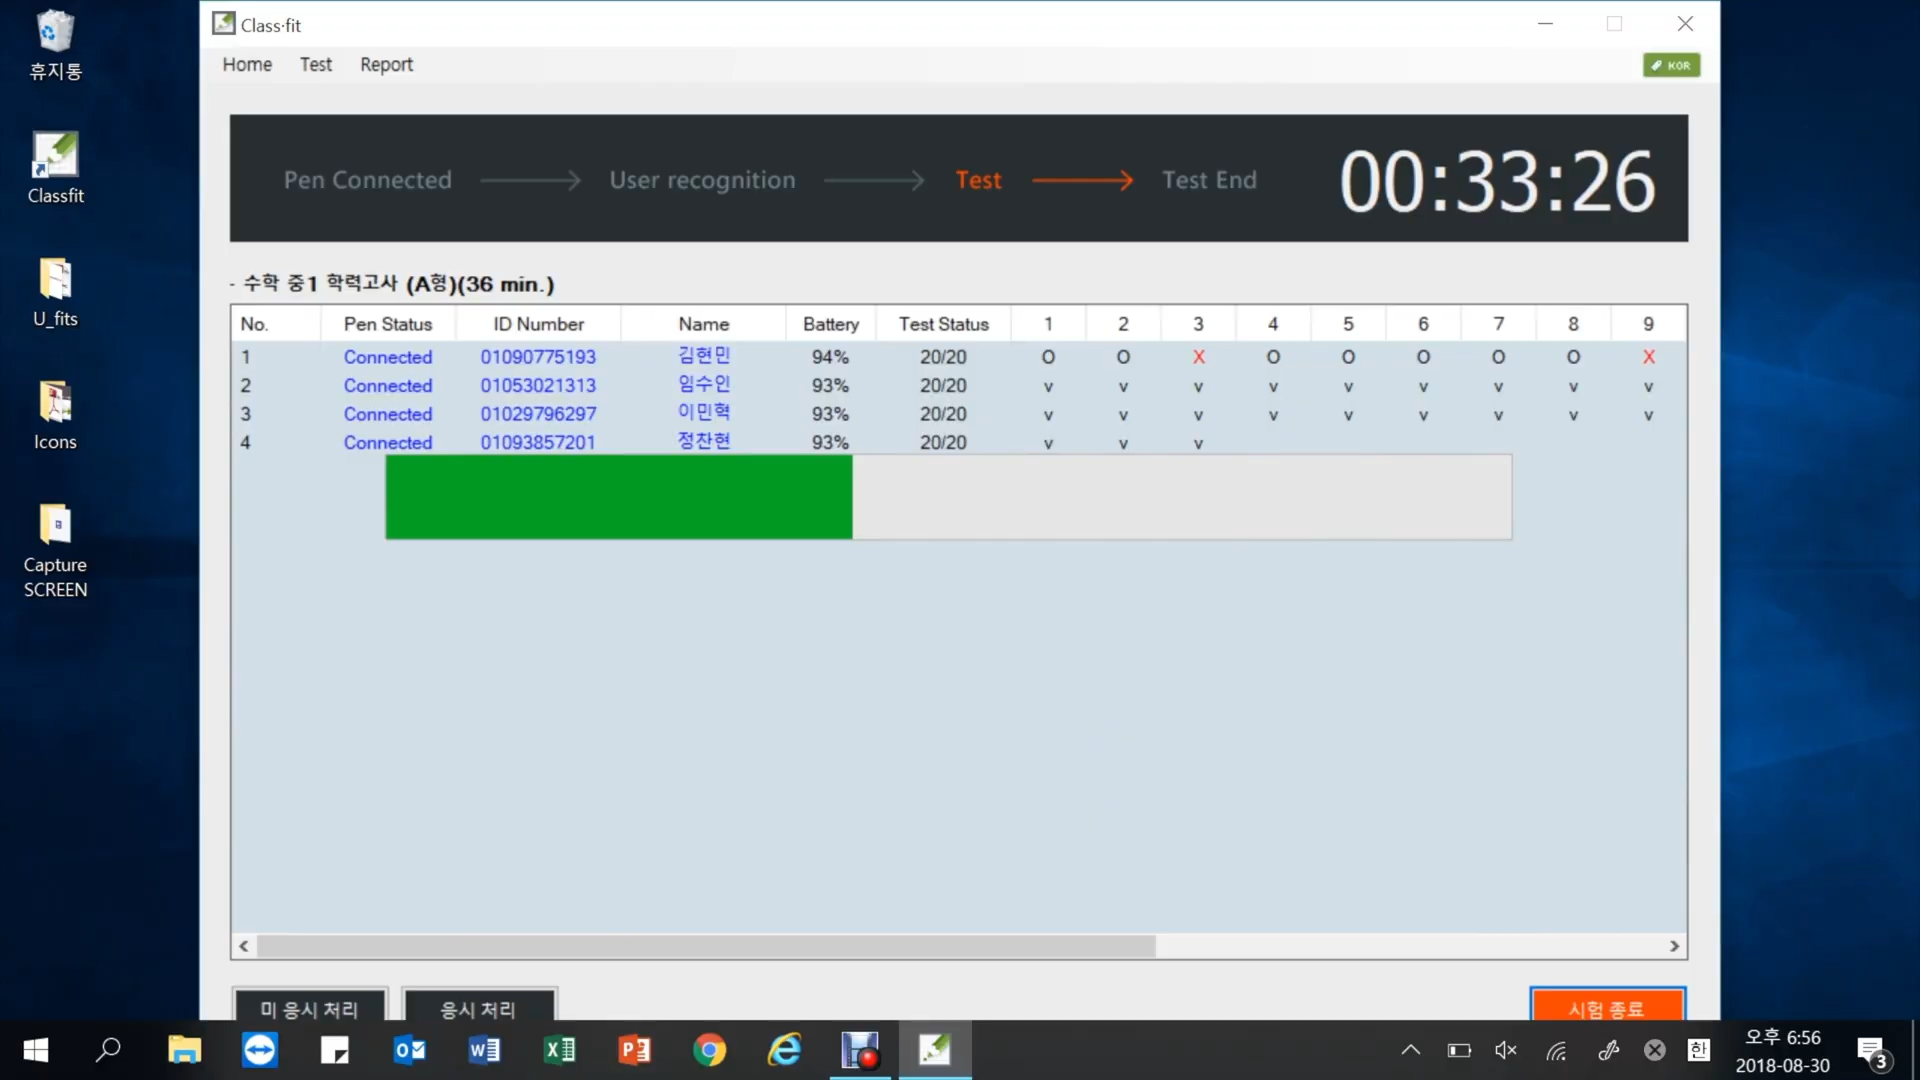 Class·fit
Home Test Report
KOR
Pen Connected User recognition Test Test End 00:33:26
- 수학 중1 학력고사 (A형)(36 min.)
No. Pen Status ID Number Name Battery Test Status 1 2 3 4 5 6 7 8 9
1 Connected 01090775193 김현민 94% 20/20 O O X O O O O O X
2 Connected 01053021313 임수인 93% 20/20 v v v v v v v v v
3 Connected 01029796297 이민혁 93% 20/20 v v v v v v v v v
4 Connected 01093857201 정찬현 93% 20/20 v v v
미 응시 처리 응시 처리 시험 종료
휴지통
Classfit
U_fits
Icons
Capture
SCREEN
한
오후 6:56
2018-08-30
3